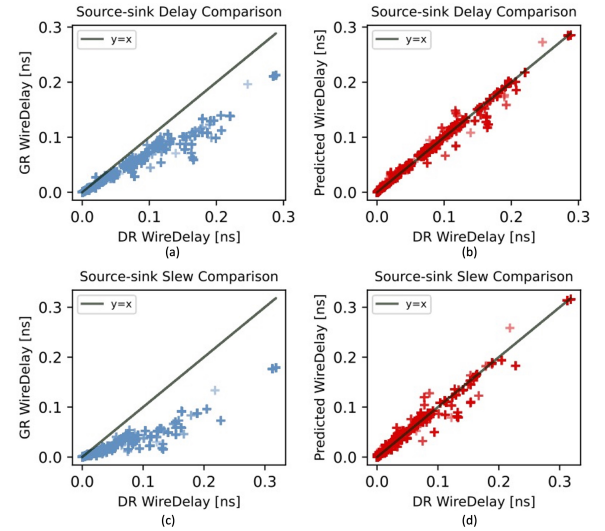 Source-sink Delay Comparison
y=x
GR WireDelay [ns]
0.3
0.2
0.1
0.0
0.0 0.1 0.2 0.3
DR WireDelay [ns]
(a)
Source-sink Delay Comparison
y=x
Predicted WireDelay [ns]
0.3
0.2
0.1
0.0
0.0 0.1 0.2 0.3
DR WireDelay [ns]
(b)
Source-sink Slew Comparison
y=x
GR WireDelay [ns]
0.3
0.2
0.1
0.0
0.0 0.1 0.2 0.3
DR WireDelay [ns]
(c)
Source-sink Slew Comparison
y=x
Predicted WireDelay [ns]
0.3
0.2
0.1
0.0
0.0 0.1 0.2 0.3
DR WireDelay [ns]
(d)